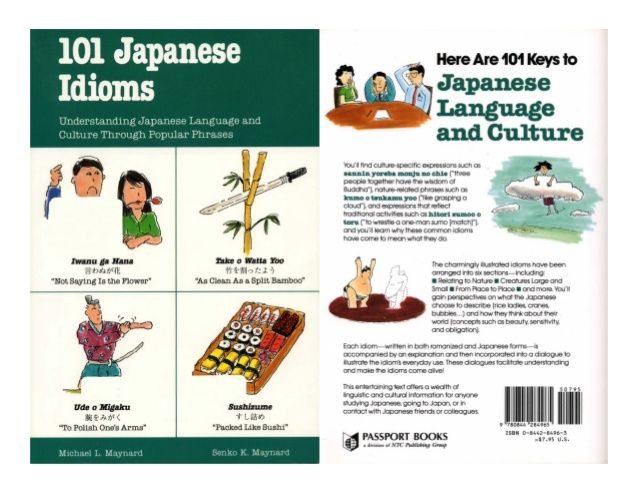 101 Japanese
Idioms
Understanding Japanese Language and
Culture Through Popular Phrases
Iwanu ga Hana
言わぬが花
"Not Saying Is the Flower"
Take o Watta Yoo
竹を割ったよう
"As Clean As a Split Bamboo"
Ude o Migaku
腕をみがく
"To Polish One's Arms"
Sushizume
すし詰め
"Packed Like Sushi"
Michael L. Maynard
Senko K. Maynard
Here Are 101 Keys to
Japanese
Language
and Culture
You'll find culture-specific expressions such as
sannin yoreba monju no chie ("three
people together have the wisdom of
Buddha"), nature-related phrases such as
kumo o tsukamu yoo ("like grasping a
cloud"), and expressions that reflect
traditional activities such as hitori sumoo o
toru ("to wrestle a one-man sumo [match]"),
and you'll learn why these common idioms
have come to mean what they do.
The charmingly illustrated idioms have been
arranged into six sections—including:
■ Relating to Nature ■ Creatures Large and
Small ■ From Place to Place ■ and more. You'll
gain perspectives on what the Japanese
choose to describe (rice ladles, cranes,
bubbles...) and how they think about their
world (concepts such as beauty, sensitivity,
and obligation).
Each idiom—written in both romanized and Japanese forms—is
accompanied by an explanation and then incorporated into a dialogue to
illustrate the idiom's everyday use. These dialogues facilitate understanding
and make the idioms come alive!
This entertaining text offers a wealth of
linguistic and cultural information for anyone
studying Japanese, going to Japan, or in
contact with Japanese friends or colleagues.
PASSPORT BOOKS
a division of NTC Publishing Group
50795
9 780844 284965
ISBN 0-8442-8496-3
>$7.95 U.S.